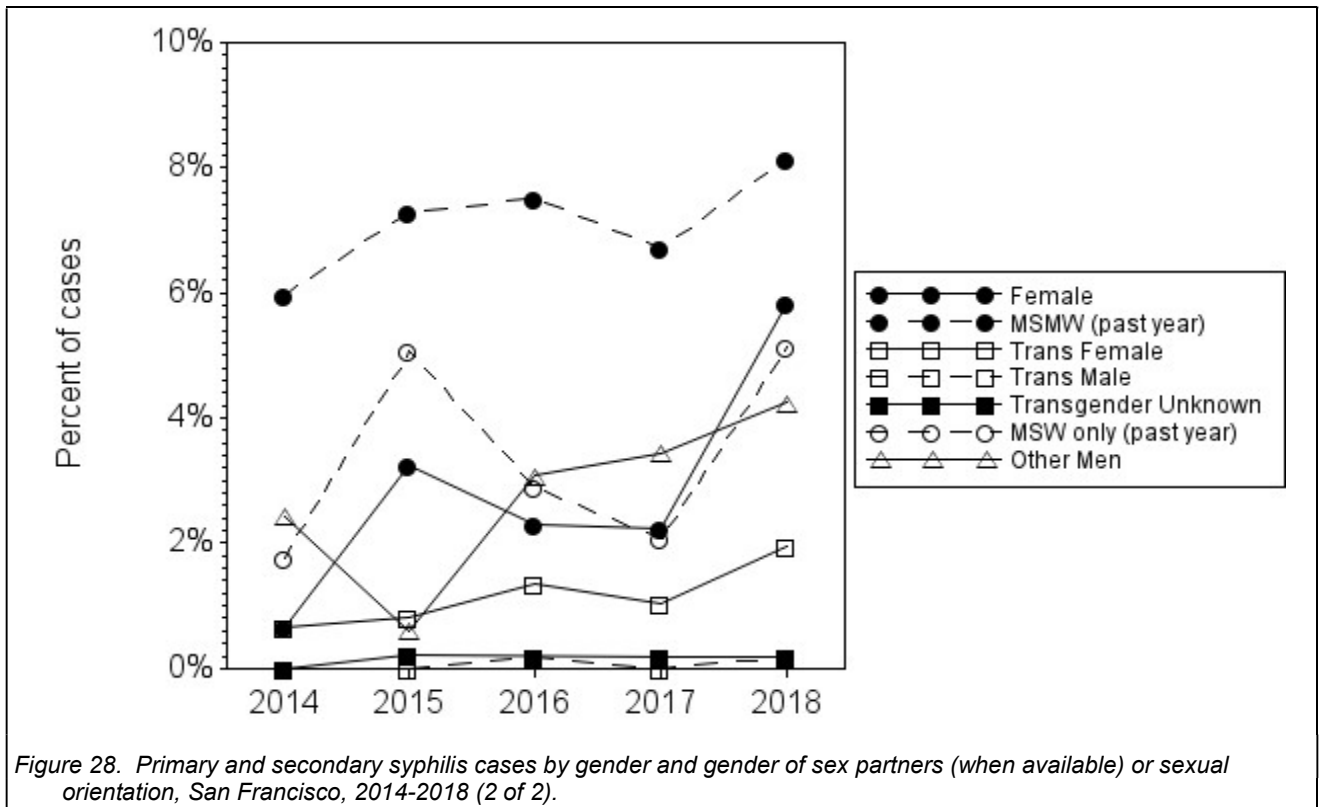 10%
8%
6%
4%
2%
0%
Percent of cases
2014 2015 2016 2017 2018
Female
MSMW (past year)
Trans Female
Trans Male
Transgender Unknown
MSW only (past year)
Other Men
Figure 28. Primary and secondary syphilis cases by gender and gender of sex partners (when available) or sexual
orientation, San Francisco, 2014-2018 (2 of 2).